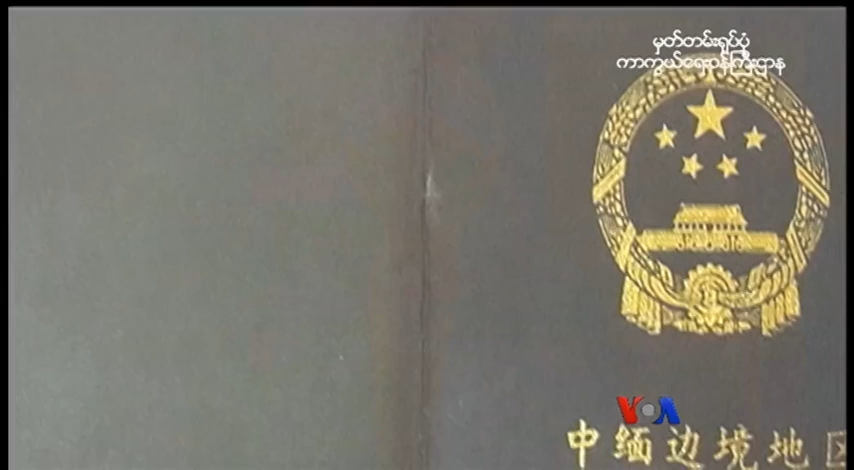 မှတ်တမ်းရုပ်ပုံ
ကာကွယ်ရေးဝန်ကြီးဌာန
VOA
中缅边境地区